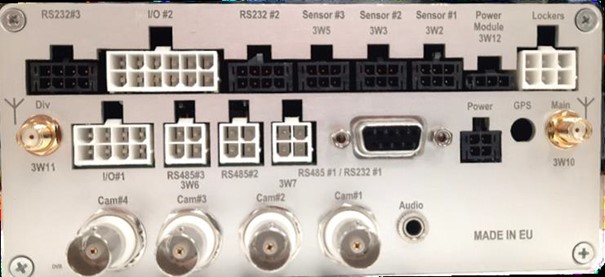 RS232#3
I/O #2
RS232 #2
Sensor #3
3W5
Sensor #2
3W3
Sensor #1
3W2
Power
Module
3W12
Lockers
Div
3W11
I/O#1
RS485#3
3W6
RS485#2
3W7
RS485 #1 / RS232 #1
Power
GPS
Main
3W10
Cam#4
Cam#3
Cam#2
Cam#1
Audio
MADE IN EU